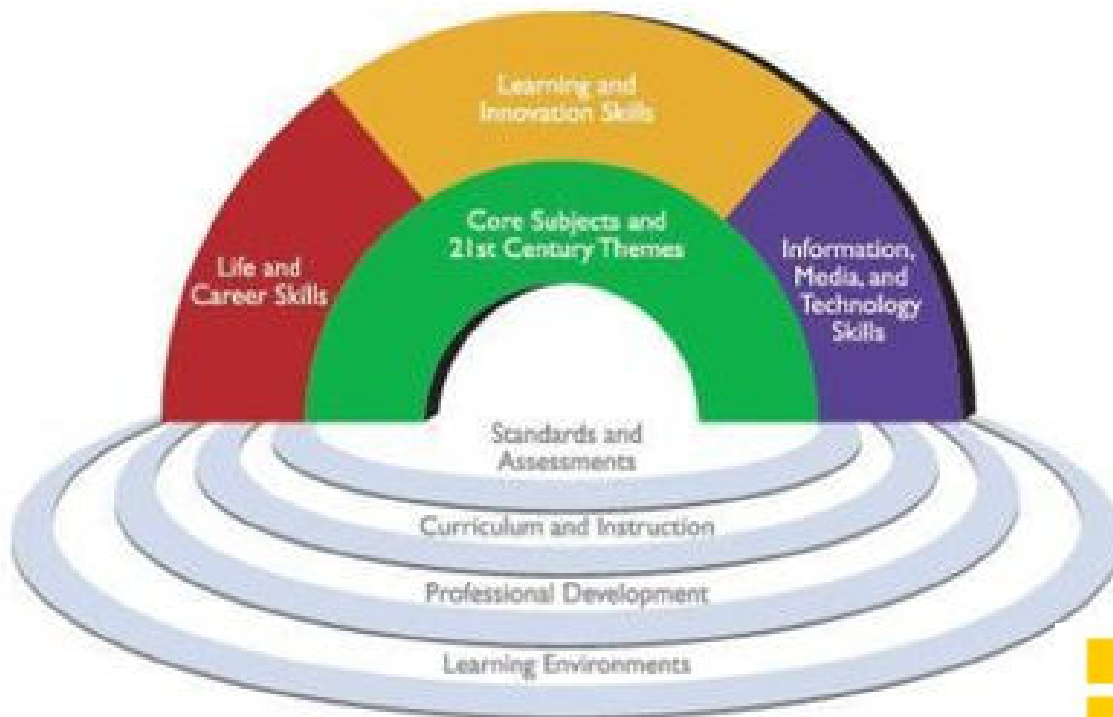 Learning and
Innovation Skills
Core Subjects and
21st Century Themes
Life and
Career Skills
Information,
Media, and
Technology
Skills
Standards and
Assessments
Curriculum and Instruction
Professional Development
Learning Environments